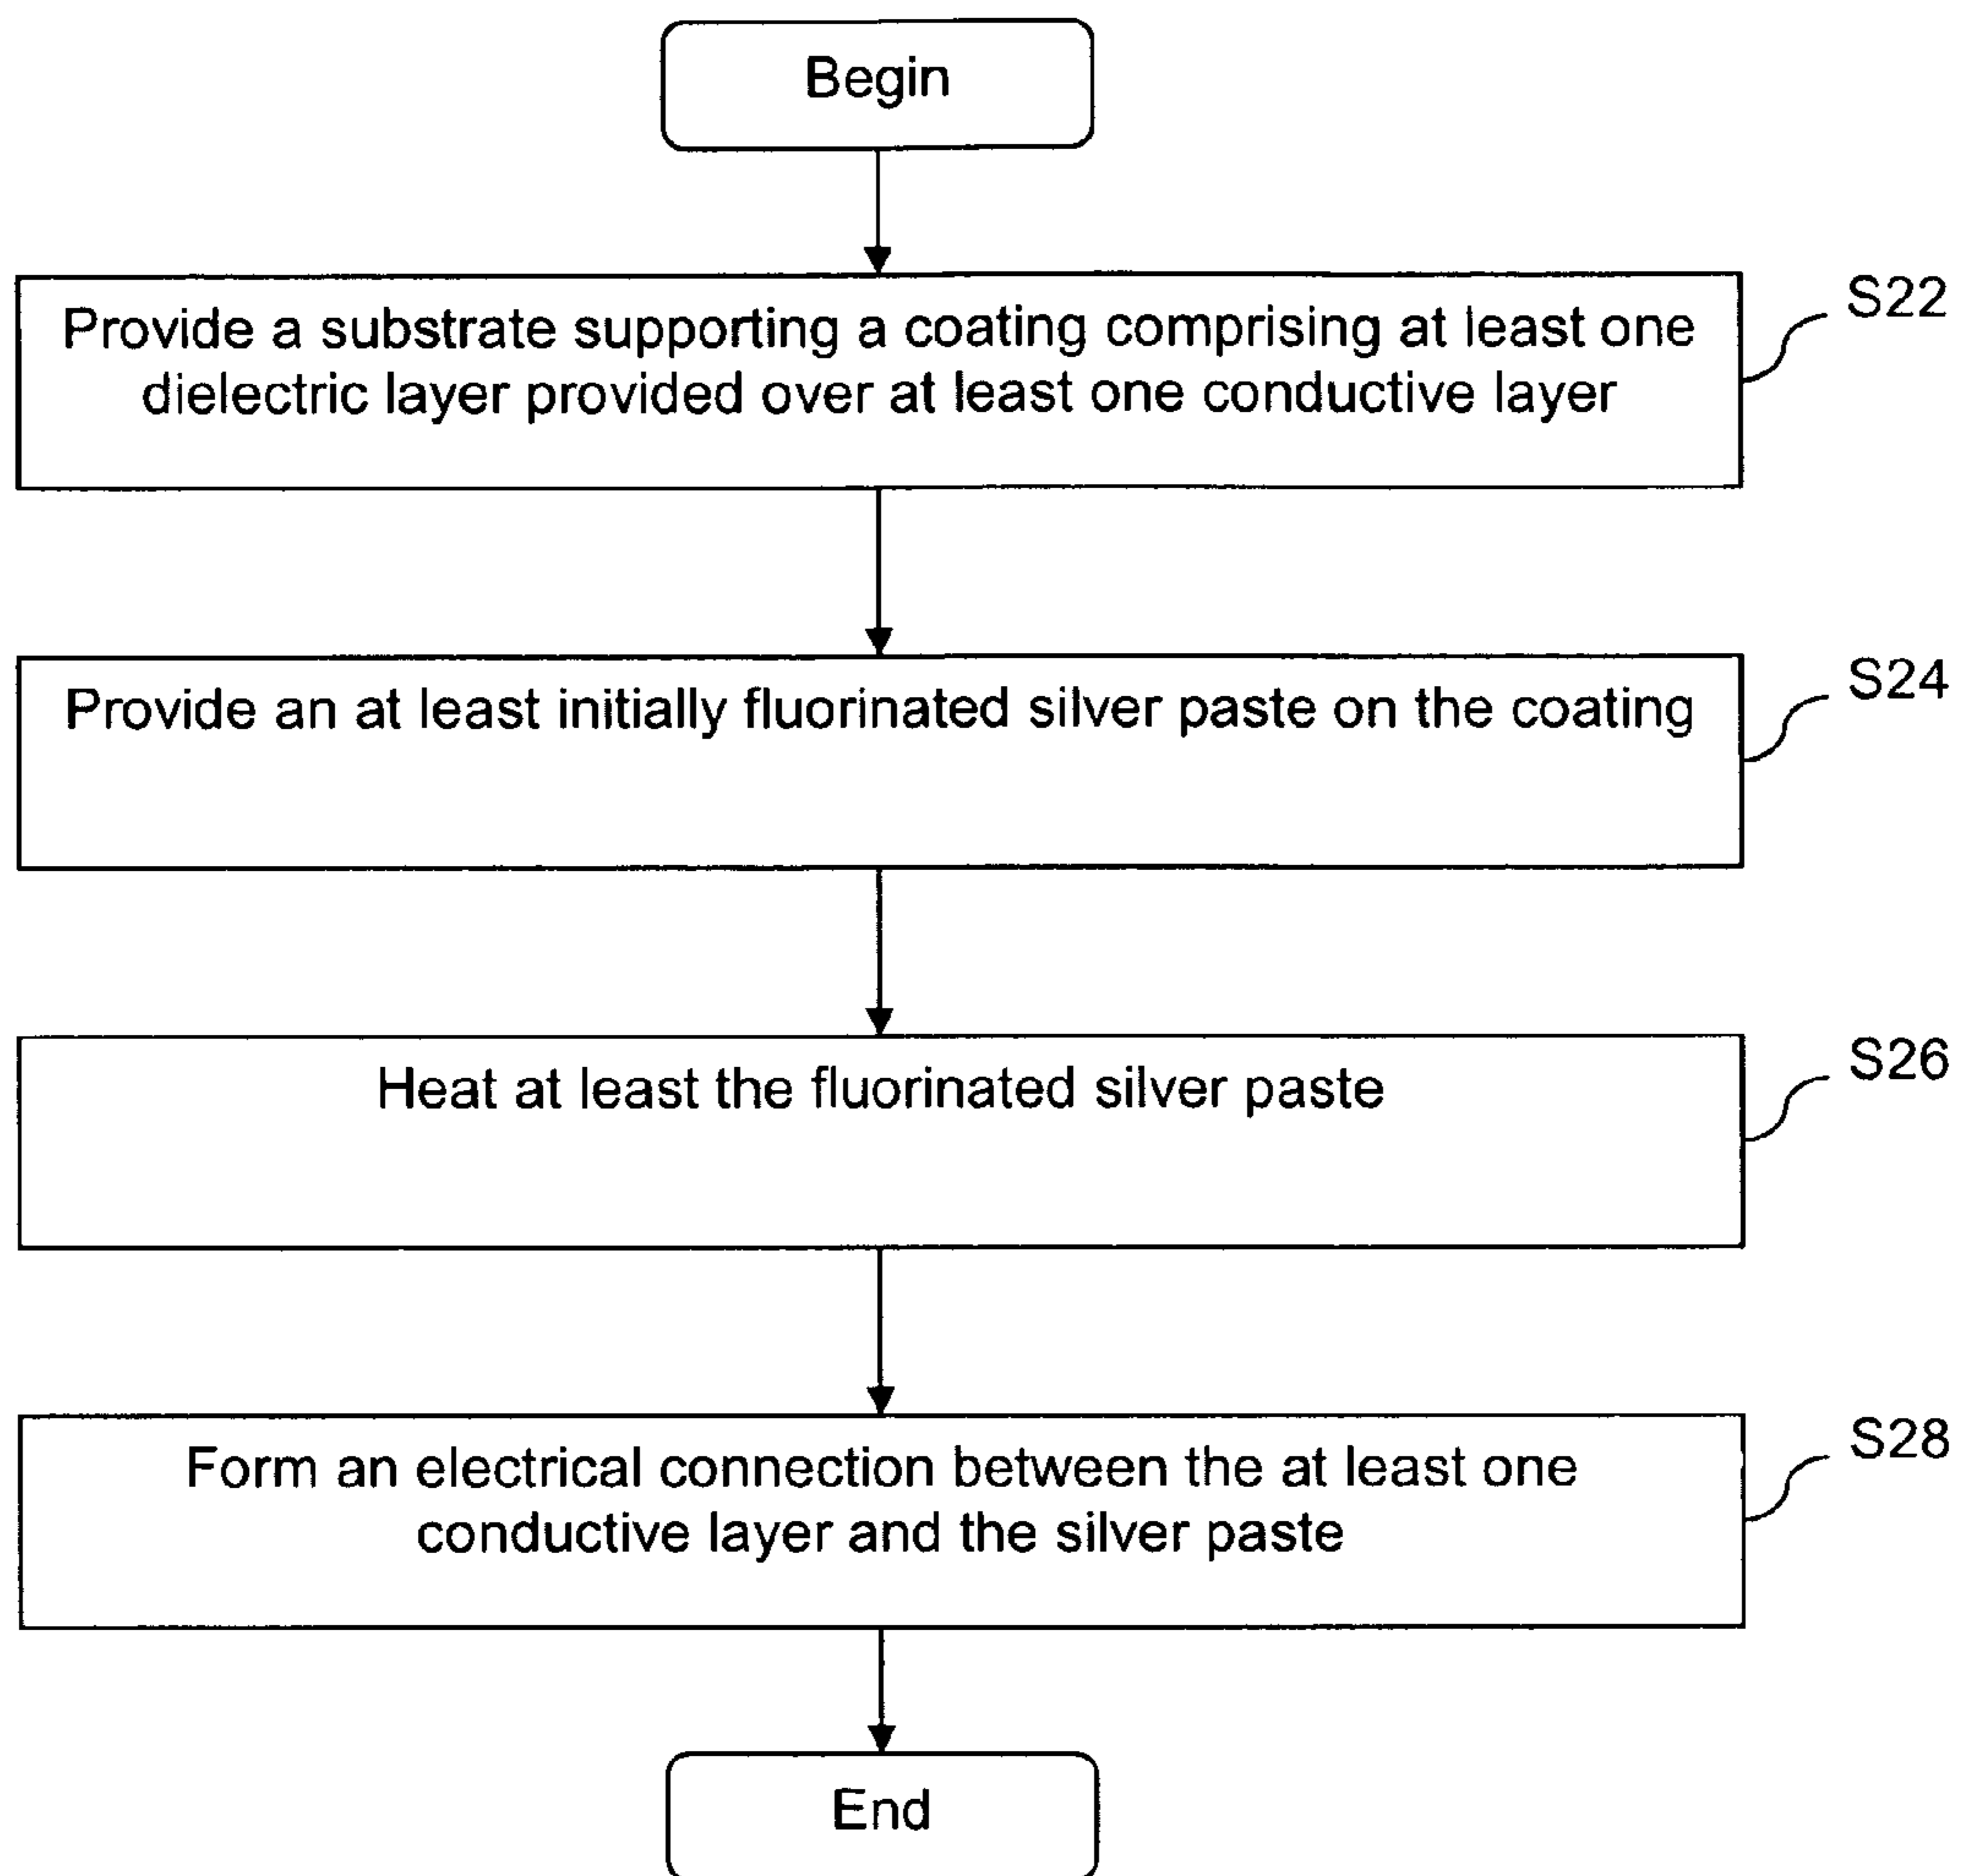 Begin
Provide a substrate supporting a coating comprising at least one
dielectric layer provided over at least one conductive layer
S22
Provide an at least initially fluorinated silver paste on the coating
S24
Heat at least the fluorinated silver paste
S26
Form an electrical connection between the at least one
conductive layer and the silver paste
S28
End